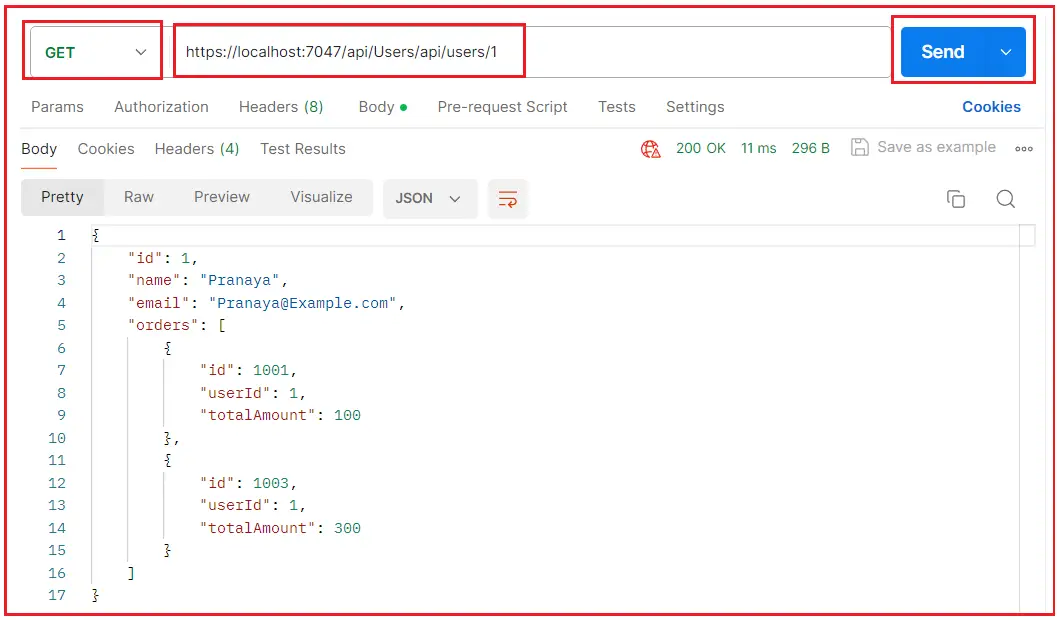 GET https://localhost:7047/api/Users/api/users/1 Send
Params Authorization Headers (8) Body Pre-request Script Tests Settings Cookies
Body Cookies Headers (4) Test Results 200 OK 11 ms 296 B Save as example
Pretty Raw Preview Visualize JSON
1 {
2 "id": 1,
3 "name": "Pranaya",
4 "email": "Pranaya@Example.com",
5 "orders": [
6 {
7 "id": 1001,
8 "userId": 1,
9 "totalAmount": 100
10 },
11 {
12 "id": 1003,
13 "userId": 1,
14 "totalAmount": 300
15 }
16 ]
17 }